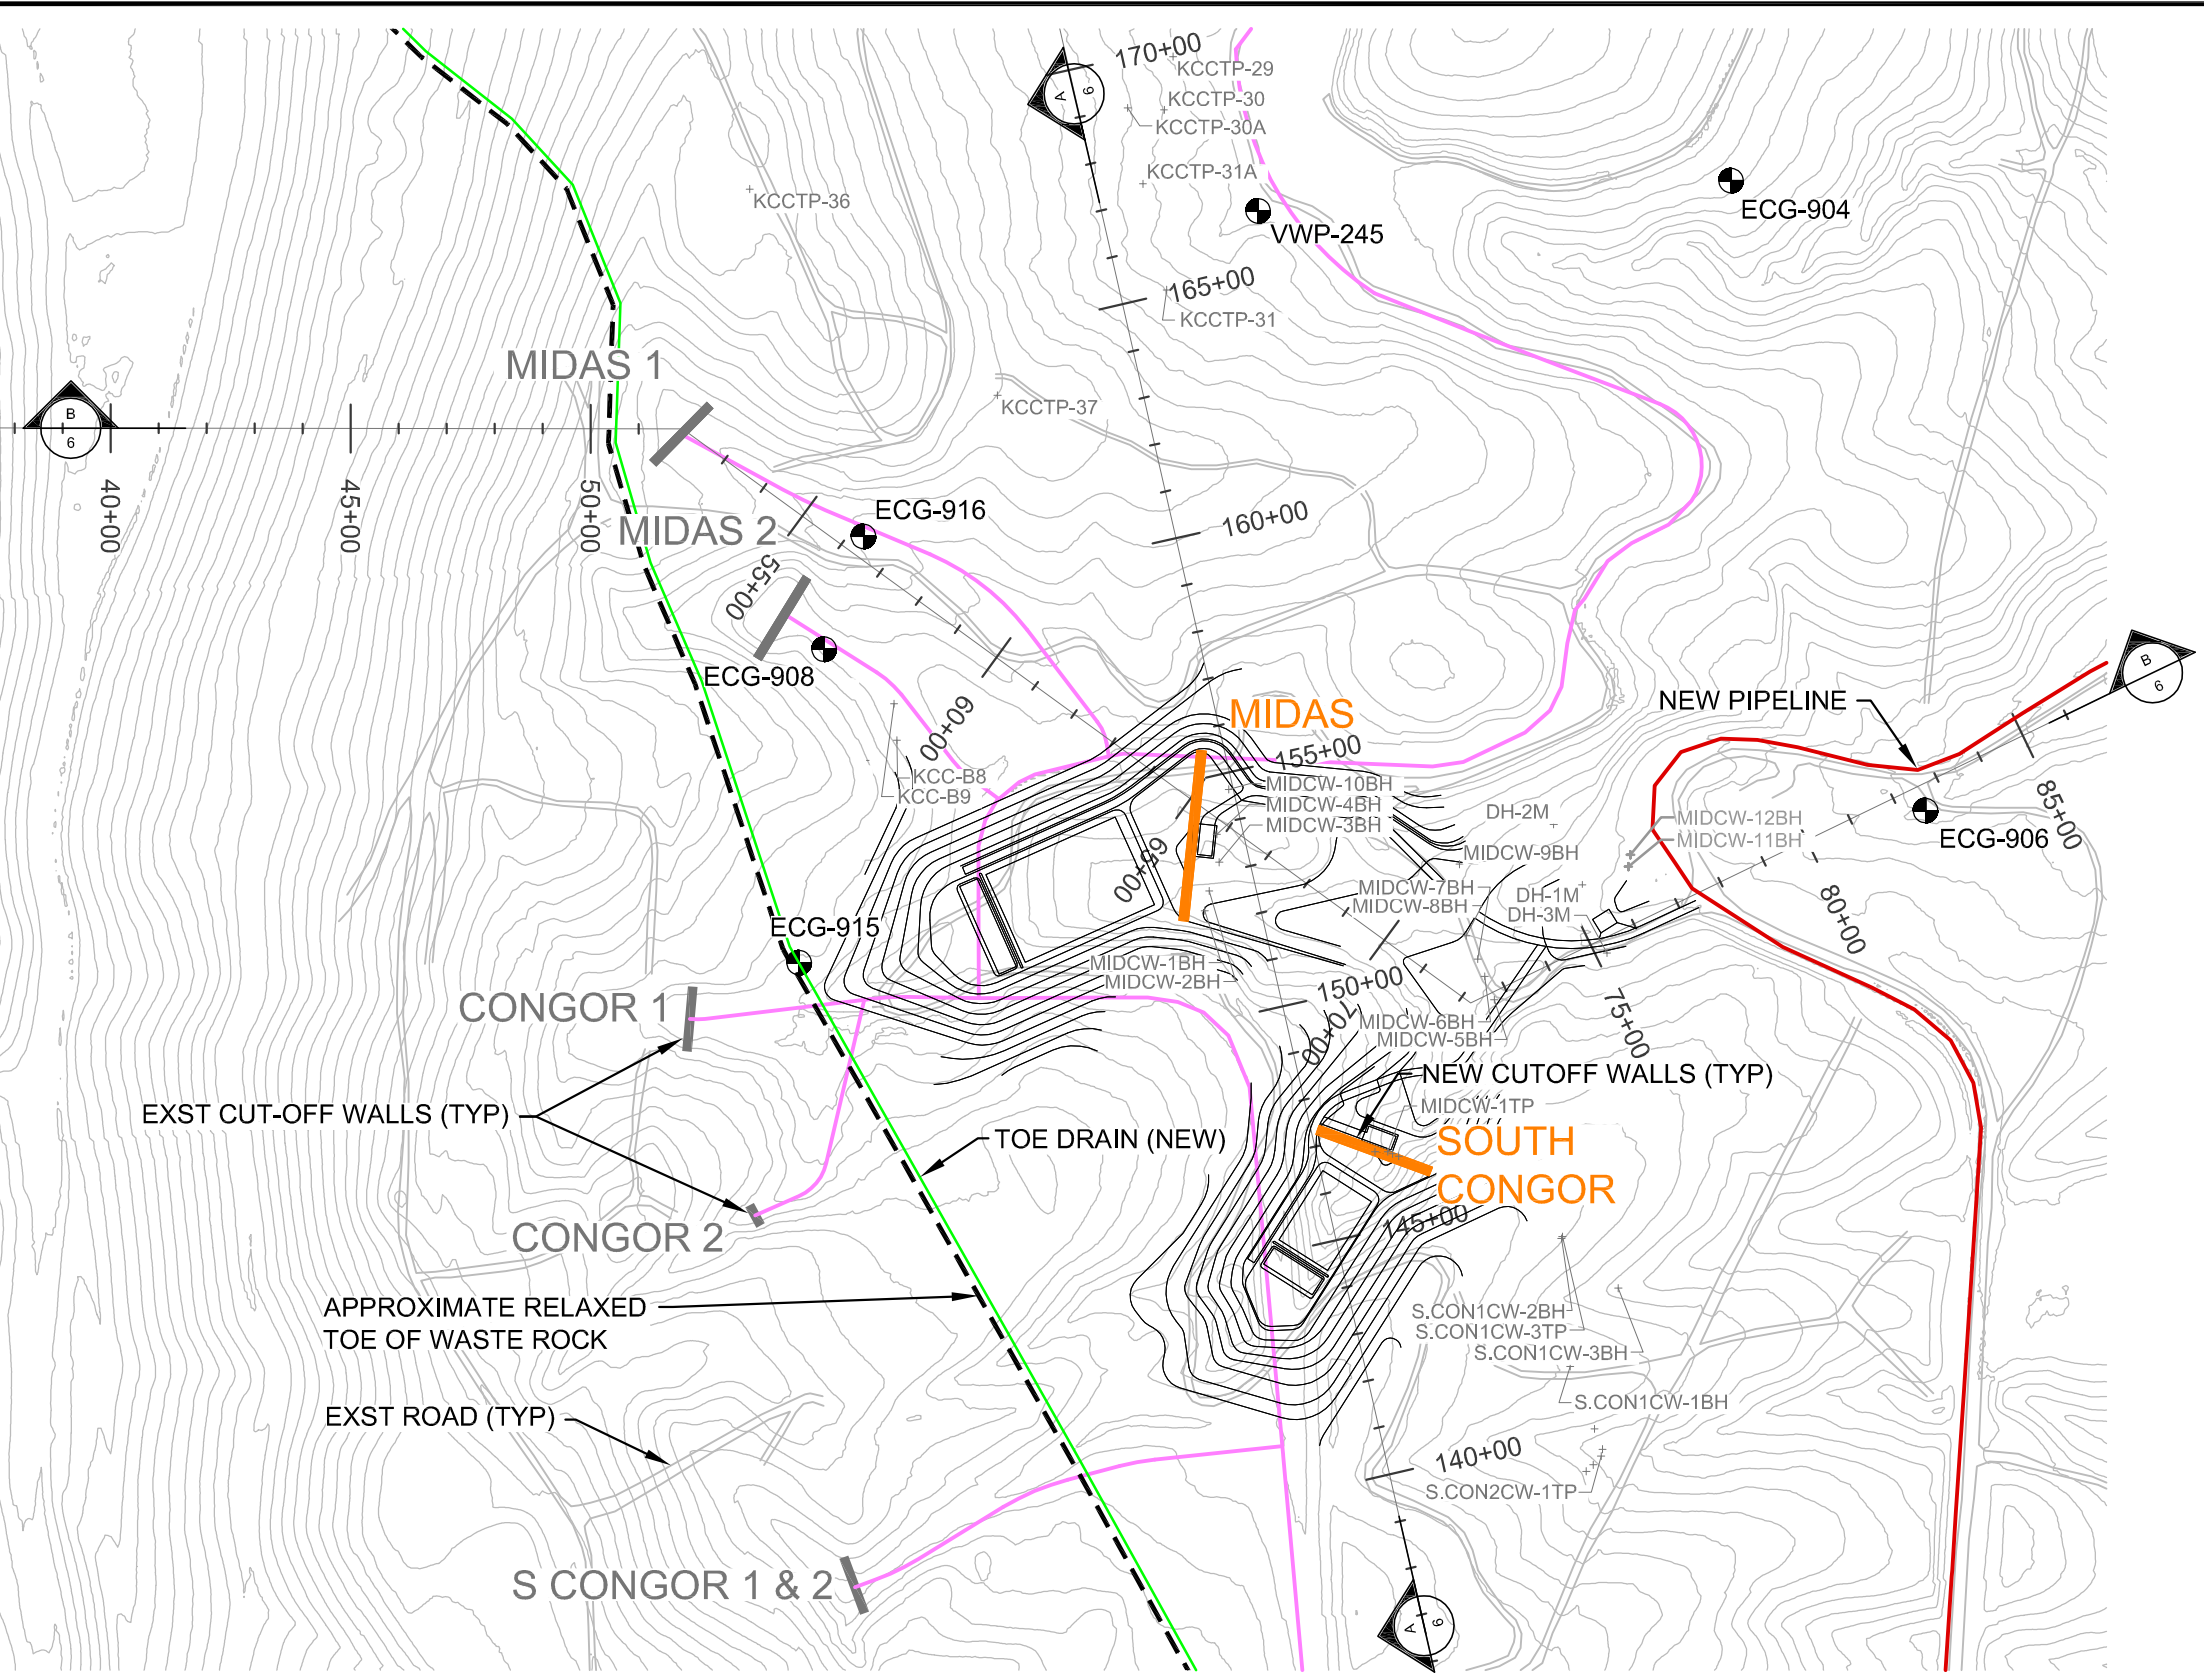 170+00
KCCTP-29
A
6
KCCTP-30
KCCTP-30A
KCCTP-31A
KCCTP-36
ECG-904
VWP-245
165+00
KCCTP-31
MIDAS 1
KCCTP-37
B
6
40+00
45+00
50+00
ECG-916
160+00
MIDAS 2
55+00
ECG-908
B
6
NEW PIPELINE
MIDAS
60+00
155+00
KCC-B8
KCC-B9
MIDCW-10BH
MIDCW-4BH
MIDCW-3BH
DH-2M
MIDCW-12BH
MIDCW-11BH
85+00
ECG-906
65+00
MIDCW-9BH
MIDCW-7BH
MIDCW-8BH
DH-1M
DH-3M
80+00
ECG-915
MIDCW-1BH
MIDCW-2BH
150+00
CONGOR 1
70+00
MIDCW-6BH
MIDCW-5BH
75+00
NEW CUTOFF WALLS (TYP)
MIDCW-1TP
EXST CUT-OFF WALLS (TYP)
TOE DRAIN (NEW)
SOUTH
CONGOR
145+00
CONGOR 2
APPROXIMATE RELAXED
TOE OF WASTE ROCK
S.CON1CW-2BH
S.CON1CW-3TP
S.CON1CW-3BH
S.CON1CW-1BH
EXST ROAD (TYP)
140+00
S.CON2CW-1TP
S CONGOR 1 & 2
A
6